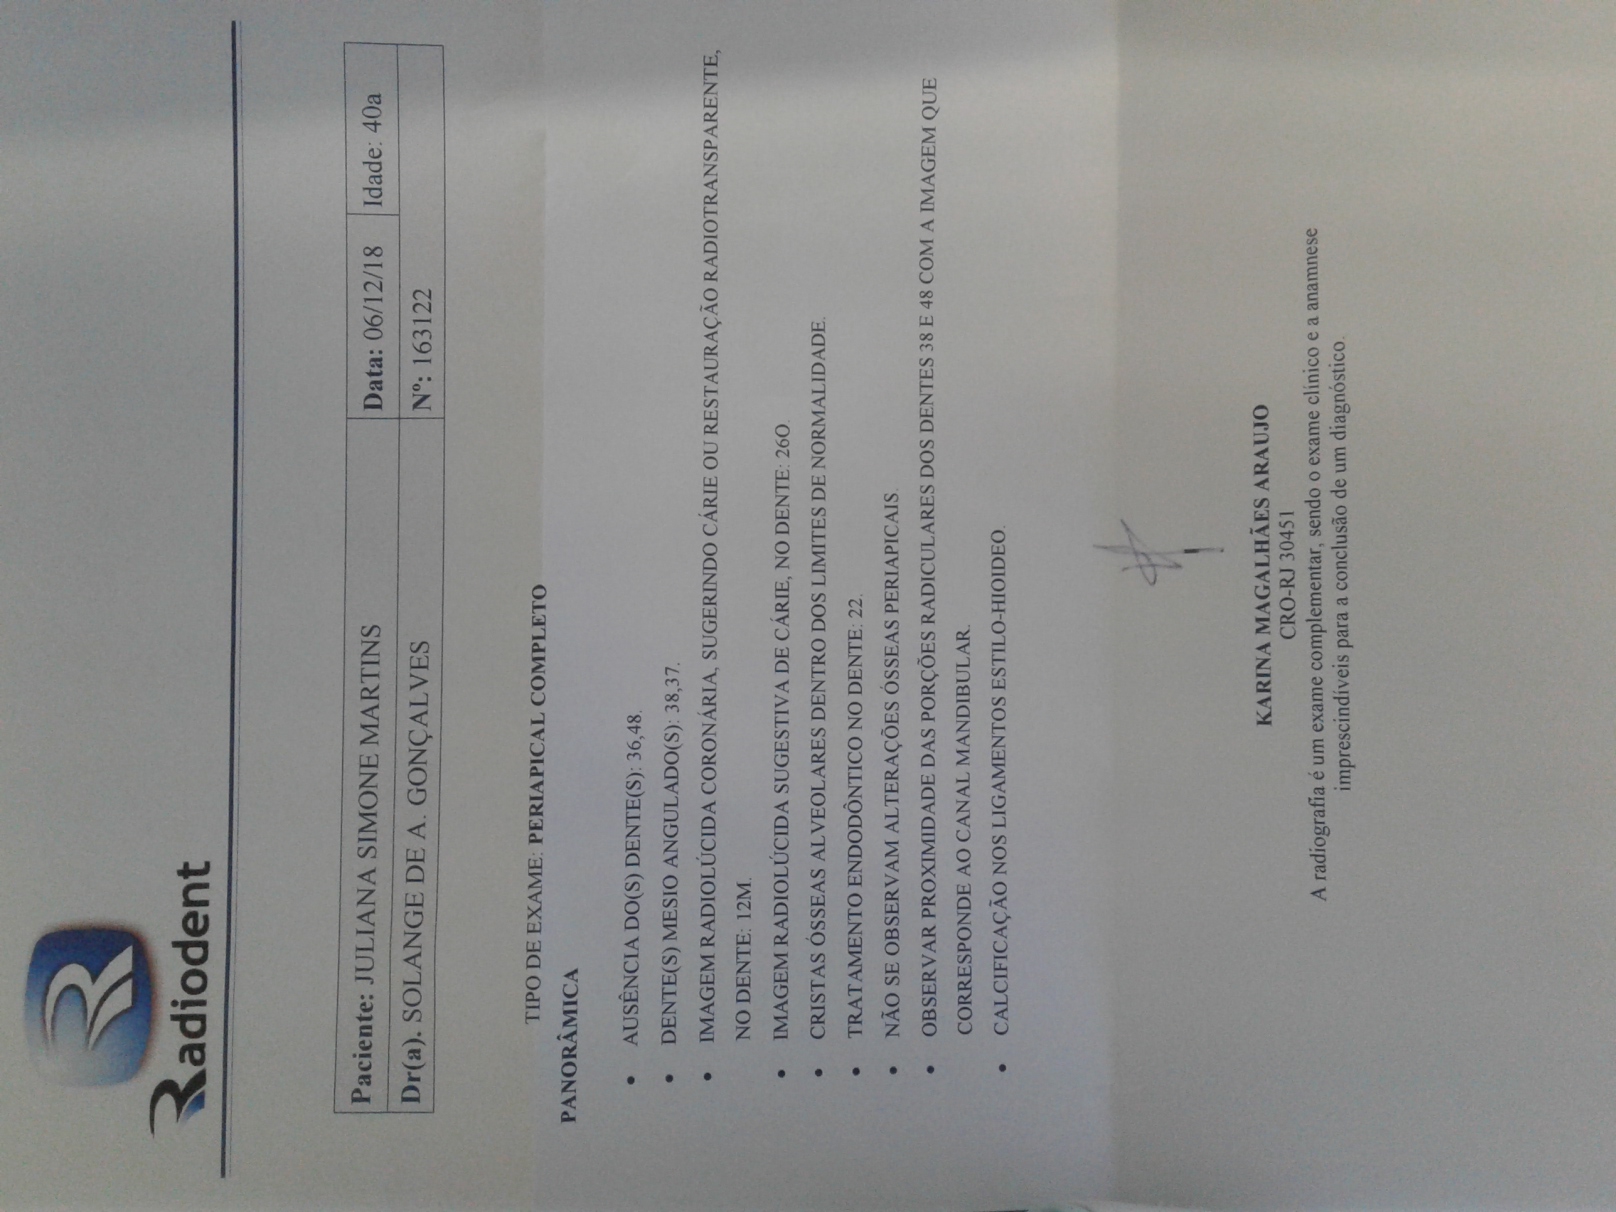 Radiodent
Paciente: JULIANA SIMONE MARTINS Data: 06/12/18 Idade: 40a
Dr(a). SOLANGE DE A. GONÇALVES Nº: 163122
TIPO DE EXAME: PERIAPICAL COMPLETO
PANORÂMICA
• AUSÊNCIA DO(S) DENTE(S): 36,48.
• DENTE(S) MESIO ANGULADO(S): 38,37.
• IMAGEM RADIOLÚCIDA CORONÁRIA, SUGERINDO CÁRIE OU RESTAURAÇÃO RADIOTRANSPARENTE,
NO DENTE: 12M.
• IMAGEM RADIOLÚCIDA SUGESTIVA DE CÁRIE, NO DENTE: 26O.
• CRISTAS ÓSSEAS ALVEOLARES DENTRO DOS LIMITES DE NORMALIDADE.
• TRATAMENTO ENDODÔNTICO NO DENTE: 22.
• NÃO SE OBSERVAM ALTERAÇÕES ÓSSEAS PERIAPICAIS.
• OBSERVAR PROXIMIDADE DAS PORÇÕES RADICULARES DOS DENTES 38 E 48 COM A IMAGEM QUE
CORRESPONDE AO CANAL MANDIBULAR.
• CALCIFICAÇÃO NOS LIGAMENTOS ESTILO-HIOIDEO.
KARINA MAGALHÃES ARAUJO
CRO-RJ 30451
A radiografia é um exame complementar, sendo o exame clínico e a anamnese
imprescindíveis para a conclusão de um diagnóstico.